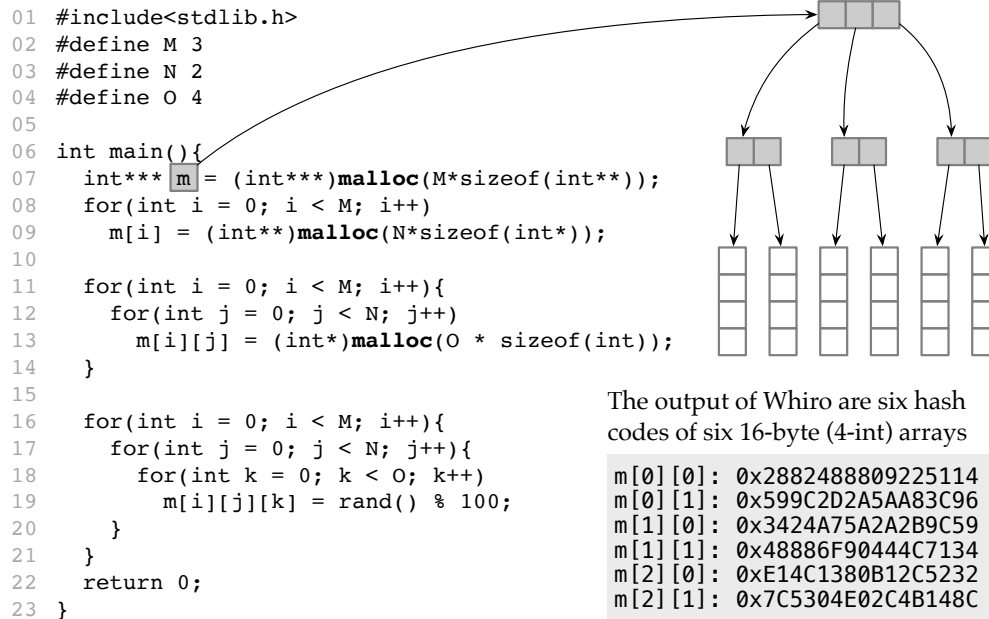 01 #include<stdlib.h>
02 #define M 3
03 #define N 2
04 #define O 4
05
06 int main(){
07   int*** m = (int***)malloc(M*sizeof(int**));
08   for(int i = 0; i < M; i++)
09     m[i] = (int**)malloc(N*sizeof(int*));
10
11   for(int i = 0; i < M; i++){
12     for(int j = 0; j < N; j++)
13       m[i][j] = (int*)malloc(O * sizeof(int));
14   }
15
16   for(int i = 0; i < M; i++){
17     for(int j = 0; j < N; j++){
18       for(int k = 0; k < O; k++)
19         m[i][j][k] = rand() % 100;
20     }
21   }
22   return 0;
23 }
The output of Whiro are six hash
codes of six 16-byte (4-int) arrays
m[0][0]: 0x2882488809225114
m[0][1]: 0x599C2D2A5AA83C96
m[1][0]: 0x3424A75A2A2B9C59
m[1][1]: 0x48886F90444C7134
m[2][0]: 0xE14C1380B12C5232
m[2][1]: 0x7C5304E02C4B148C